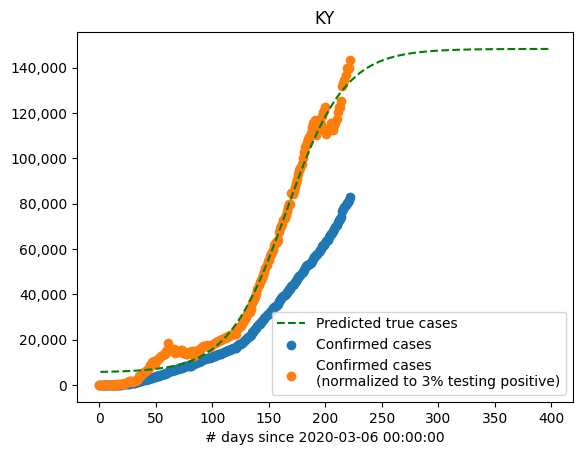 KY
140,000
120,000
100,000
80,000
60,000
40,000
20,000
0
Predicted true cases
Confirmed cases
Confirmed cases
(normalized to 3% testing positive)
0 50 100 150 200 250 300 350 400
# days since 2020-03-06 00:00:00